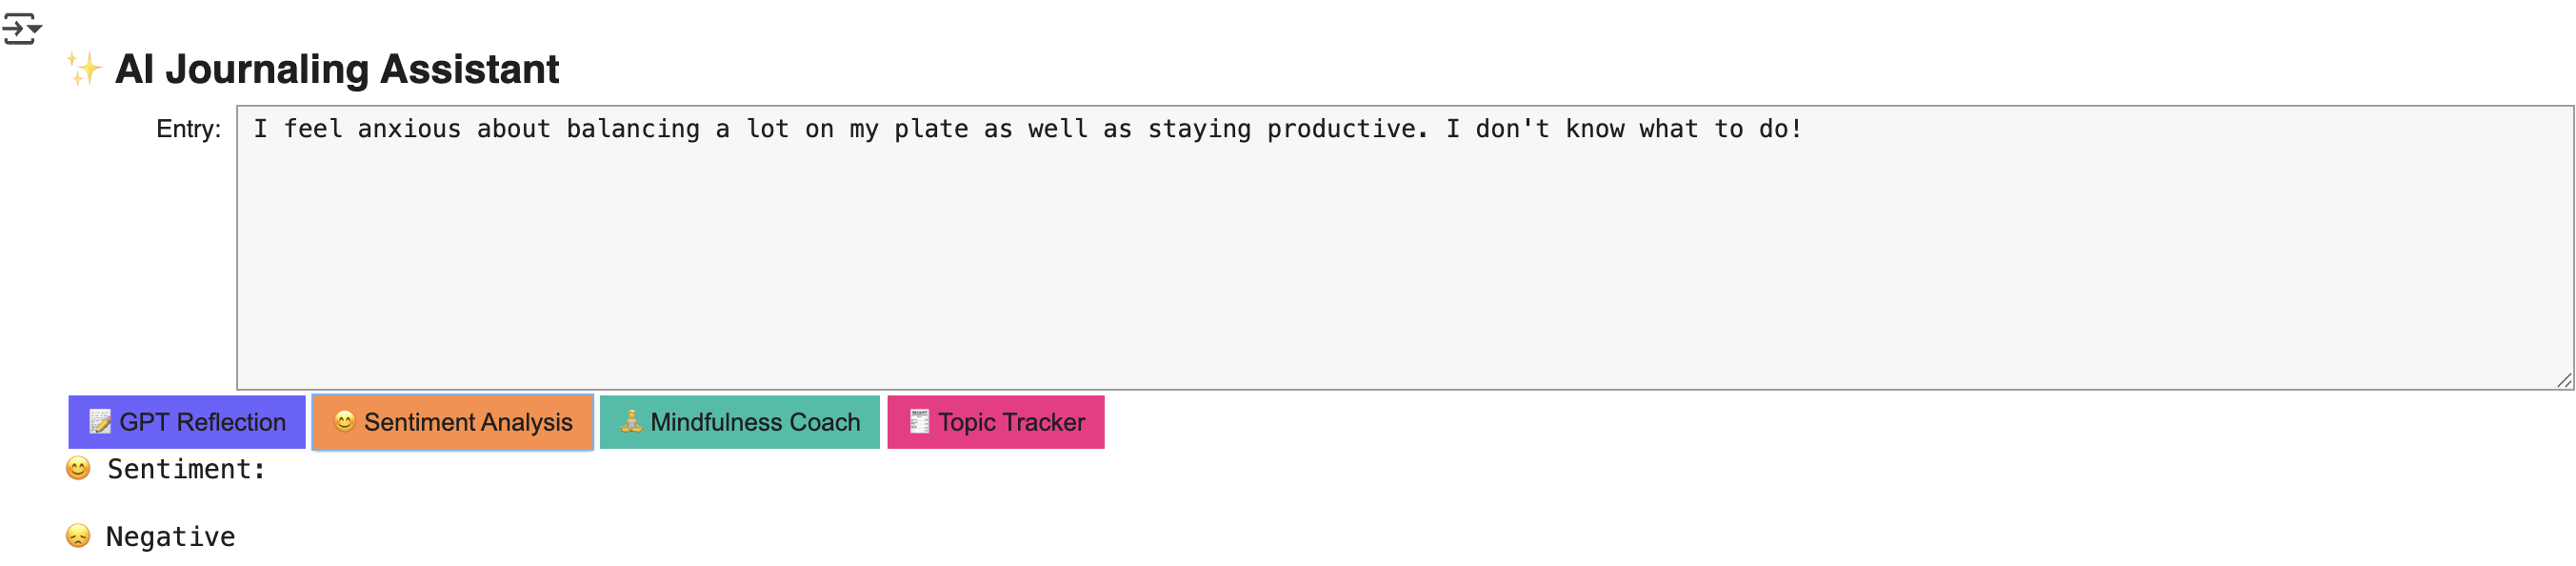 ✨ AI Journaling Assistant
Entry: I feel anxious about balancing a lot on my plate as well as staying productive. I don't know what to do!
📝 GPT Reflection 😊 Sentiment Analysis 🧘 Mindfulness Coach 🧾 Topic Tracker
😊 Sentiment:
😞 Negative